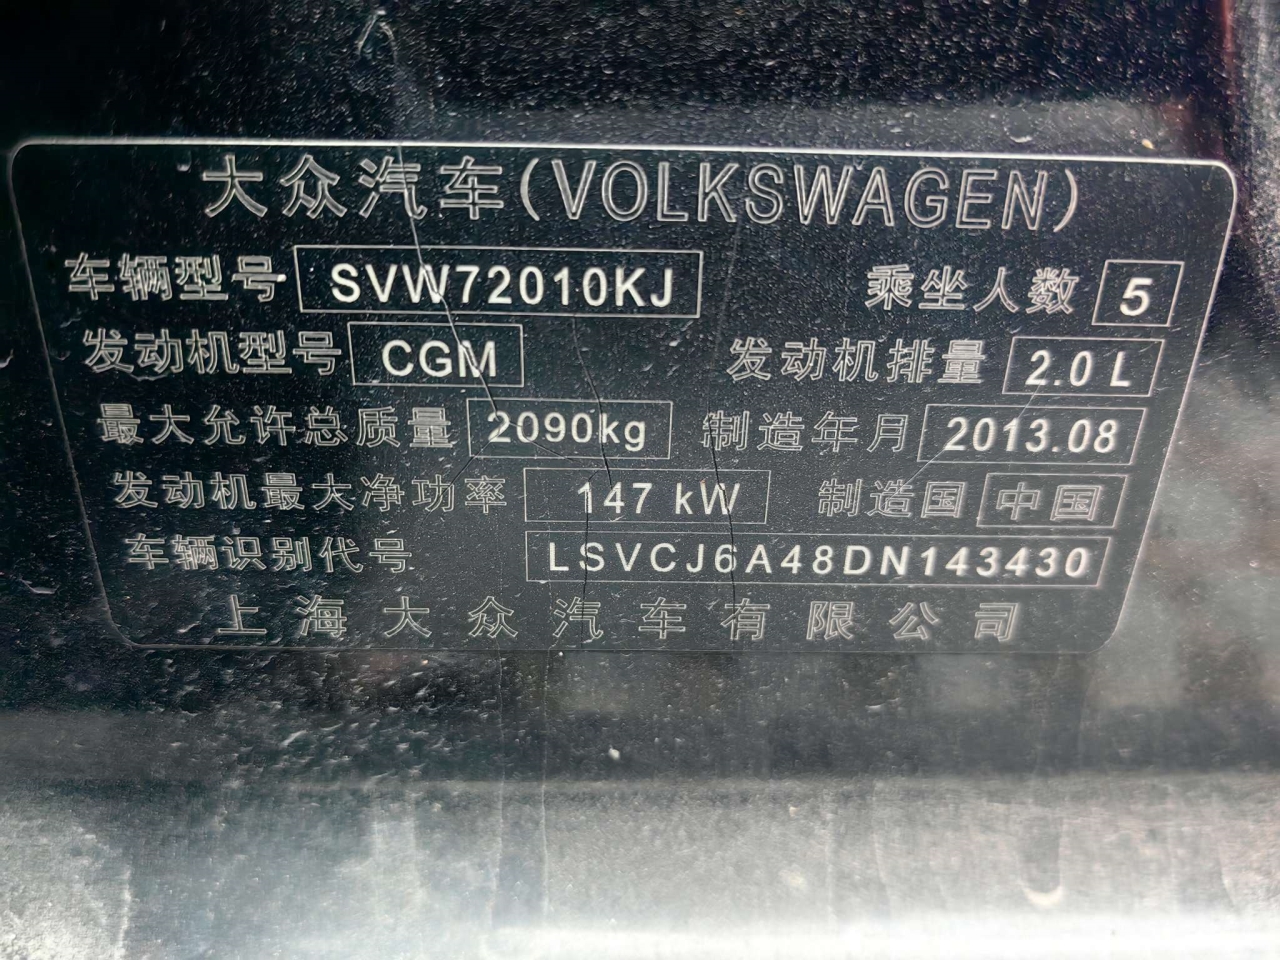 大众汽车(VOLKSWAGEN)
车辆型号 SVW72010KJ 乘坐人数 5
发动机型号 CGM 发动机排量 2.0 L
最大允许总质量 2090kg 制造年月 2013.08
发动机最大净功率 147 kW 制造国 中国
车辆识别代号 LSVCJ6A48DN143430
上海大众汽车有限公司